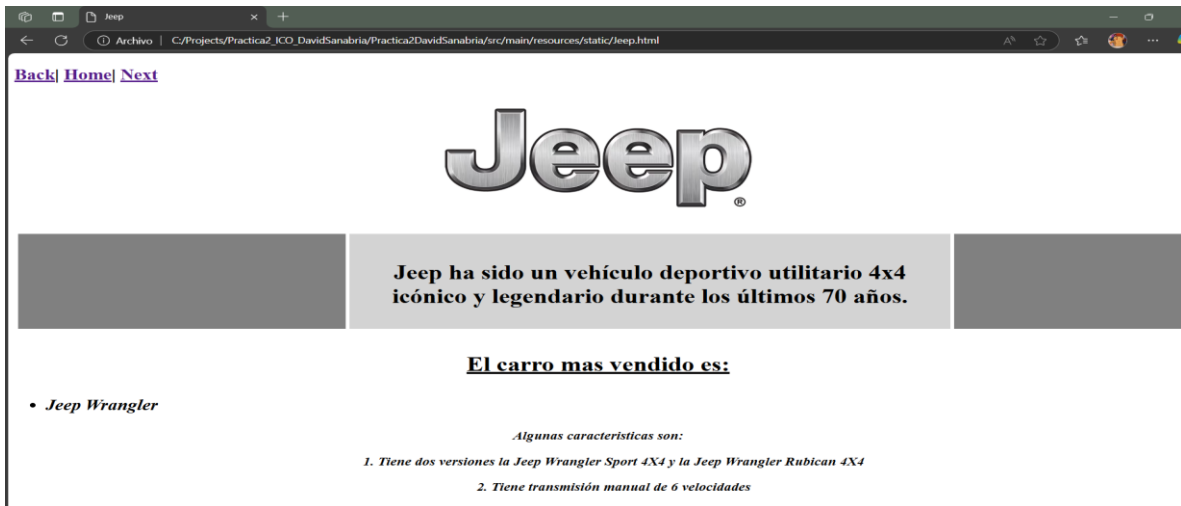 Jeep
Archivo | C:/Projects/Practica2_ICO_DavidSanabria/Practica2DavidSanabria/src/main/resources/static/Jeep.html
Back| Home| Next
Jeep
®
Jeep ha sido un vehículo deportivo utilitario 4x4
icónico y legendario durante los últimos 70 años.
El carro mas vendido es:
• Jeep Wrangler
Algunas caracteristicas son:
1. Tiene dos versiones la Jeep Wrangler Sport 4X4 y la Jeep Wrangler Rubican 4X4
2. Tiene transmisión manual de 6 velocidades